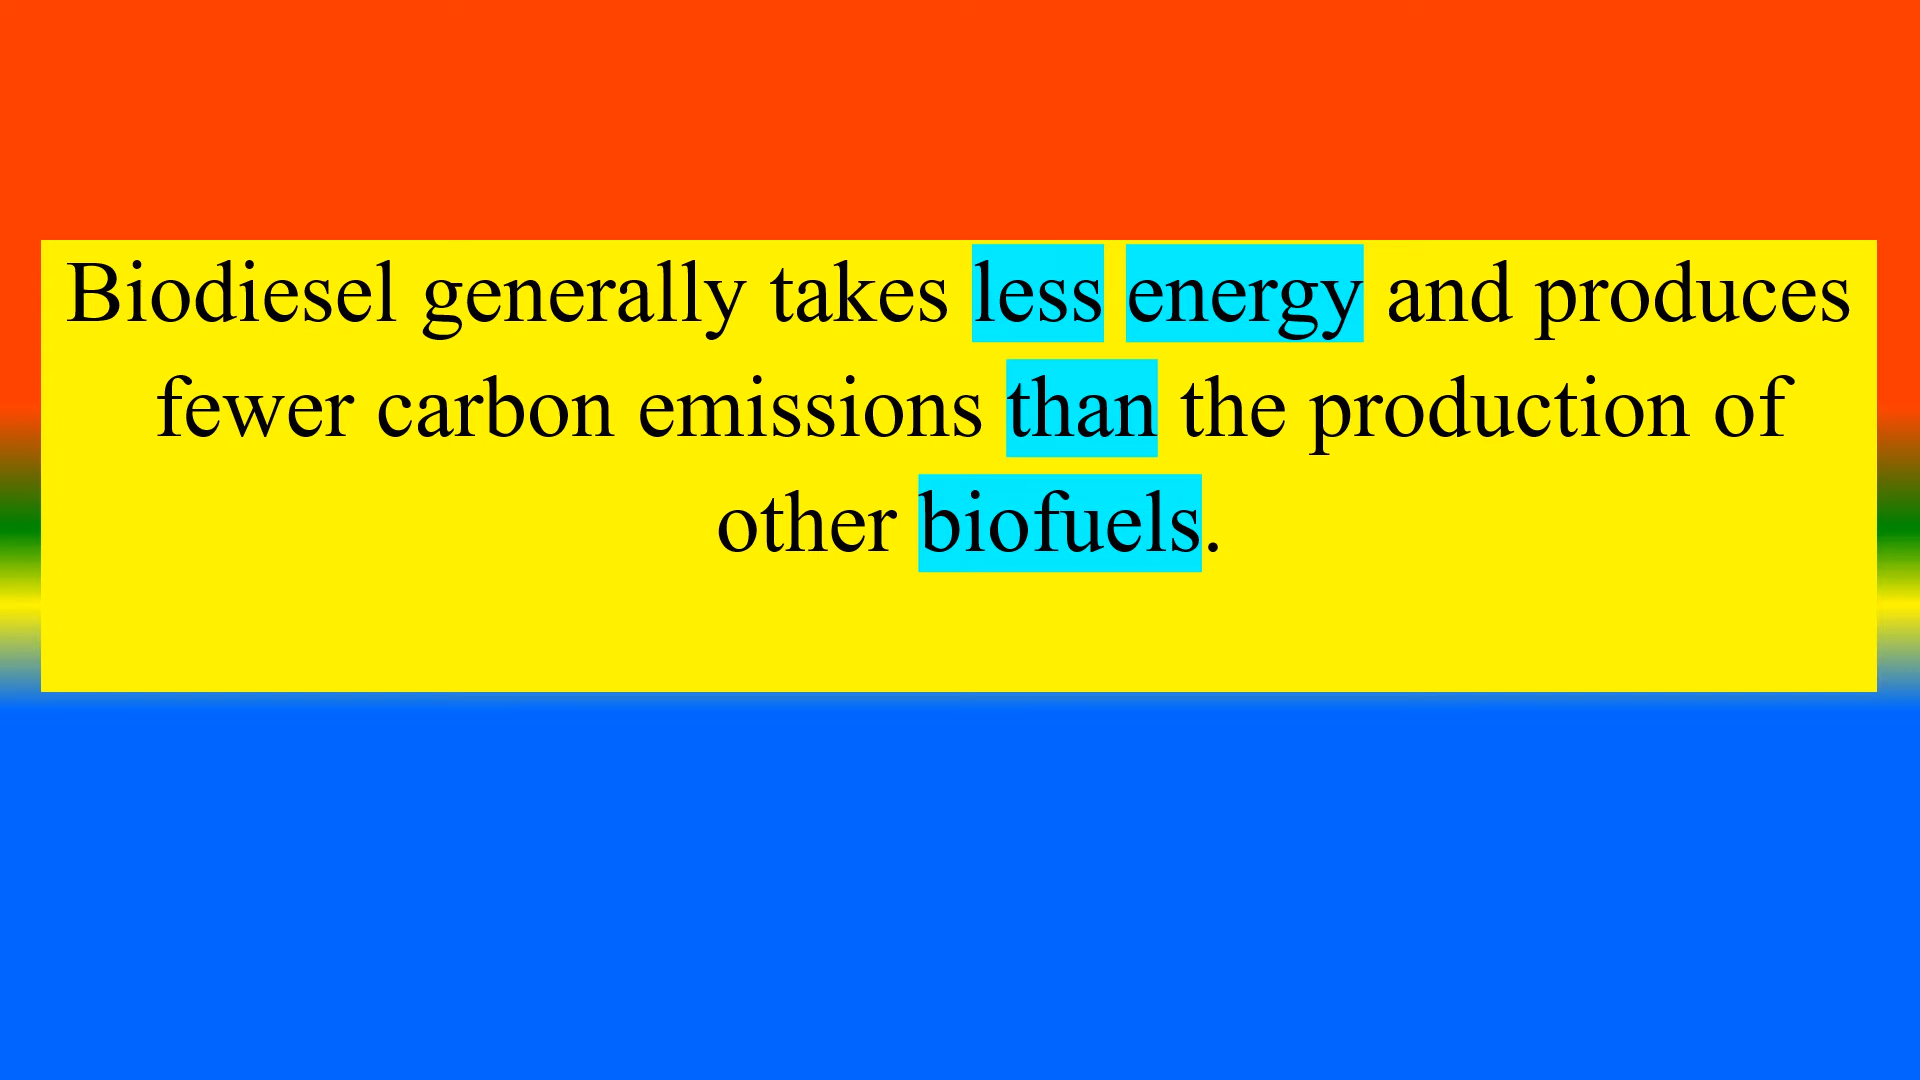 Biodiesel generally takes less energy and produces
fewer carbon emissions than the production of
other biofuels.